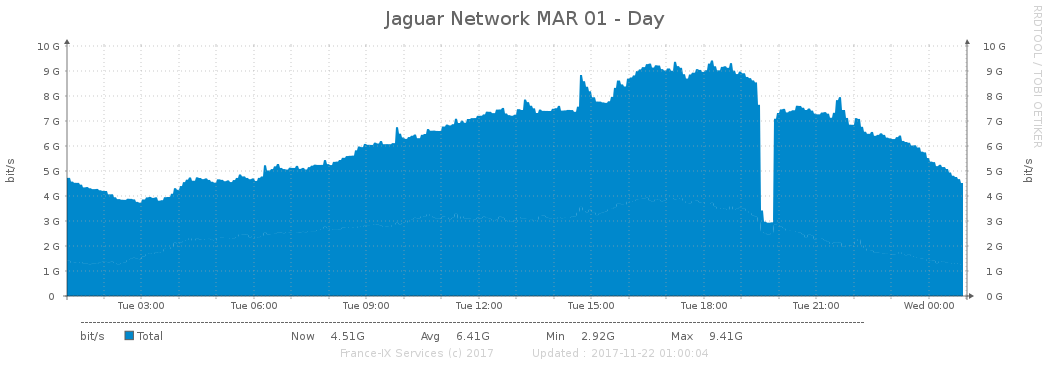 Jaguar Network MAR 01 - Day
RRDTOOL / TOBI OETIKER
bit/s
10 G 10 G
9 G 9 G
8 G 8 G
7 G 7 G
6 G 6 G
5 G 5 G
4 G 4 G
3 G 3 G
2 G 2 G
1 G 1 G
0 0 G
bit/s
Tue 03:00 Tue 06:00 Tue 09:00 Tue 12:00 Tue 15:00 Tue 18:00 Tue 21:00 Wed 00:00
bit/s Total Now 4.51G Avg 6.41G Min 2.92G Max 9.41G
France-IX Services (c) 2017 Updated : 2017-11-22 01:00:04